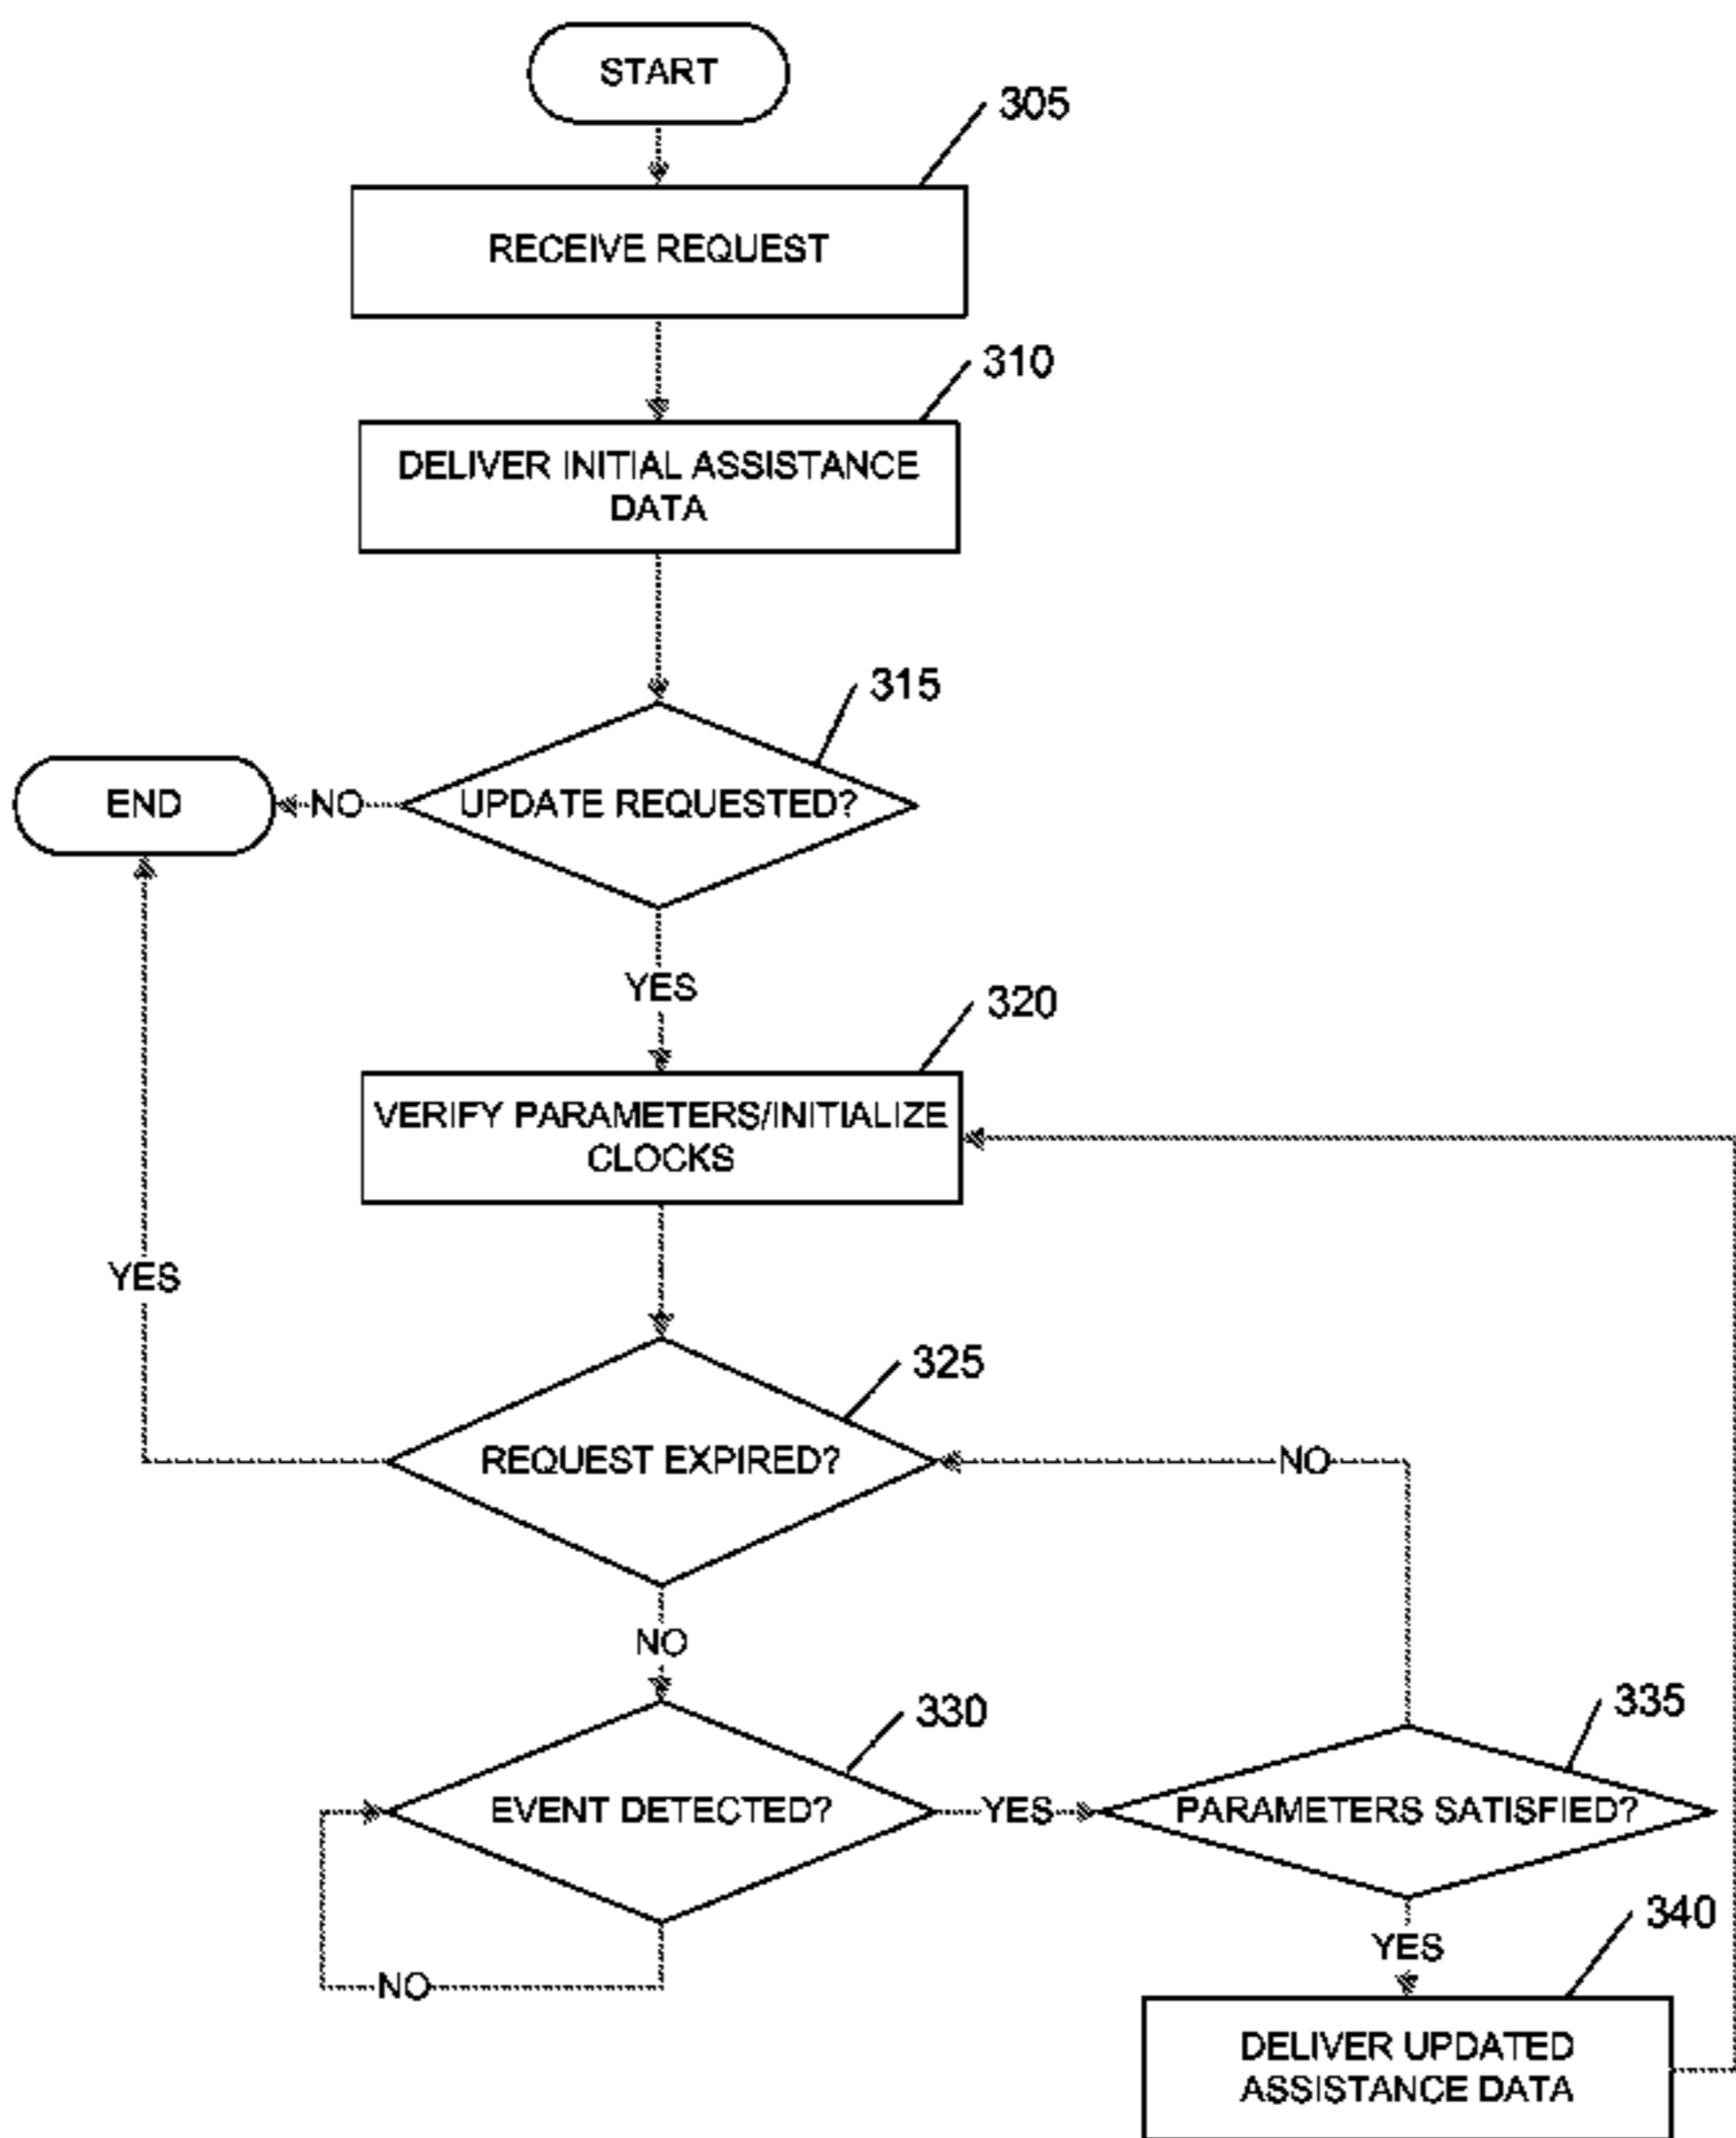 START
305
RECEIVE REQUEST
310
DELIVER INITIAL ASSISTANCE
DATA
315
END
NO
UPDATE REQUESTED?
YES
320
VERIFY PARAMETERS/INITIALIZE
CLOCKS
YES
325
REQUEST EXPIRED?
NO
NO
330
335
EVENT DETECTED?
YES
PARAMETERS SATISFIED?
340
YES
NO
DELIVER UPDATED
ASSISTANCE DATA